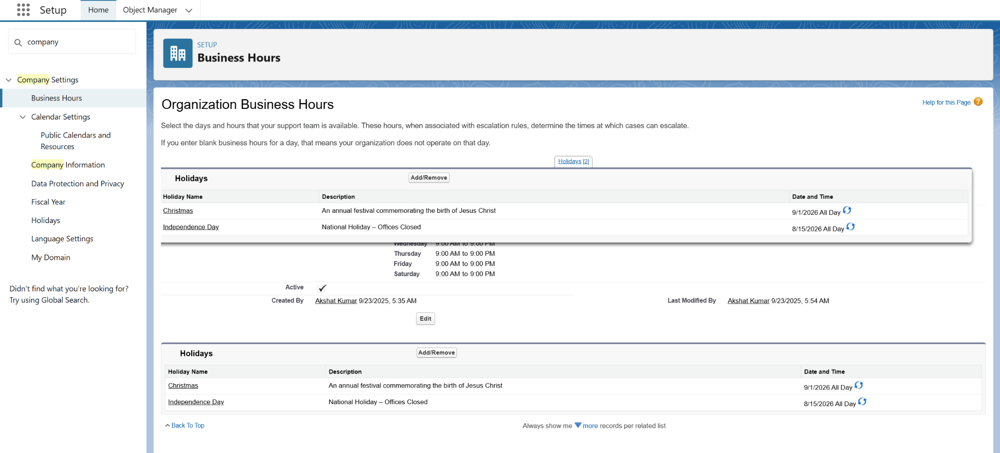 Setup
Home
Object Manager
company
Company Settings
Business Hours
Calendar Settings
Public Calendars and
Resources
Company Information
Data Protection and Privacy
Fiscal Year
Holidays
Language Settings
My Domain
Didn't find what you're looking for?
Try using Global Search.
SETUP
Business Hours
Organization Business Hours
Help for this Page ?
Select the days and hours that your support team is available. These hours, when associated with escalation rules, determine the times at which cases can escalate.
If you enter blank business hours for a day, that means your organization does not operate on that day.
Holidays [2]
Holidays Add/Remove
Holiday Name Description Date and Time
Christmas An annual festival commemorating the birth of Jesus Christ 9/1/2026 All Day
Independence Day National Holiday – Offices Closed 8/15/2026 All Day
Wednesday 9:00 AM to 9:00 PM
Thursday 9:00 AM to 9:00 PM
Friday 9:00 AM to 9:00 PM
Saturday 9:00 AM to 9:00 PM
Active
Created By Akshat Kumar 9/23/2025, 5:35 AM Last Modified By Akshat Kumar 9/23/2025, 5:54 AM
Edit
Holidays Add/Remove
Holiday Name Description Date and Time
Christmas An annual festival commemorating the birth of Jesus Christ 9/1/2026 All Day
Independence Day National Holiday – Offices Closed 8/15/2026 All Day
Back To Top Always show me more records per related list